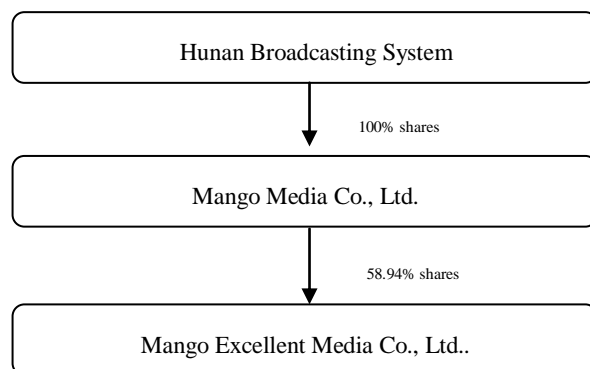 Hunan Broadcasting System
100% shares
Mango Media Co., Ltd.
58.94% shares
Mango Excellent Media Co., Ltd..